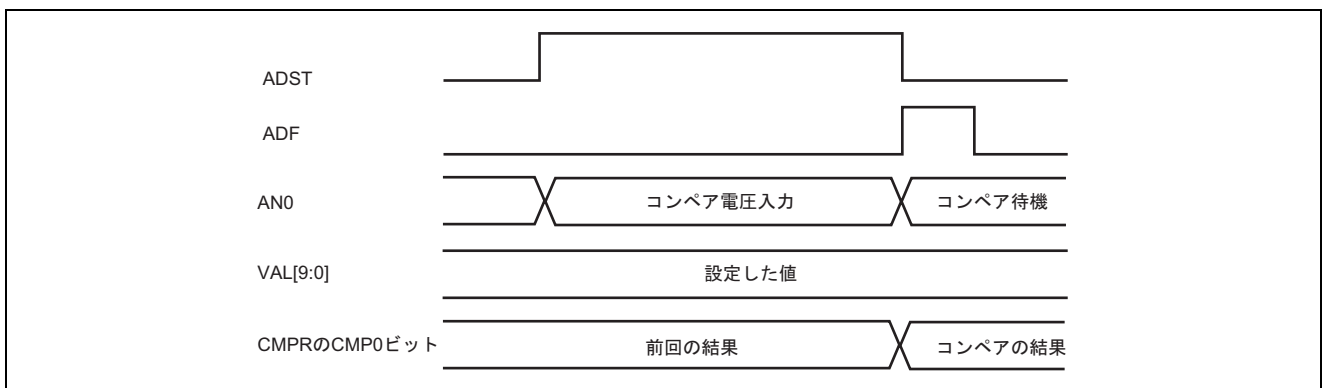 ADST
ADF
AN0 コンペア電圧入力 コンペア待機
VAL[9:0] 設定した値
CMPRのCMP0ビット 前回の結果 コンペアの結果